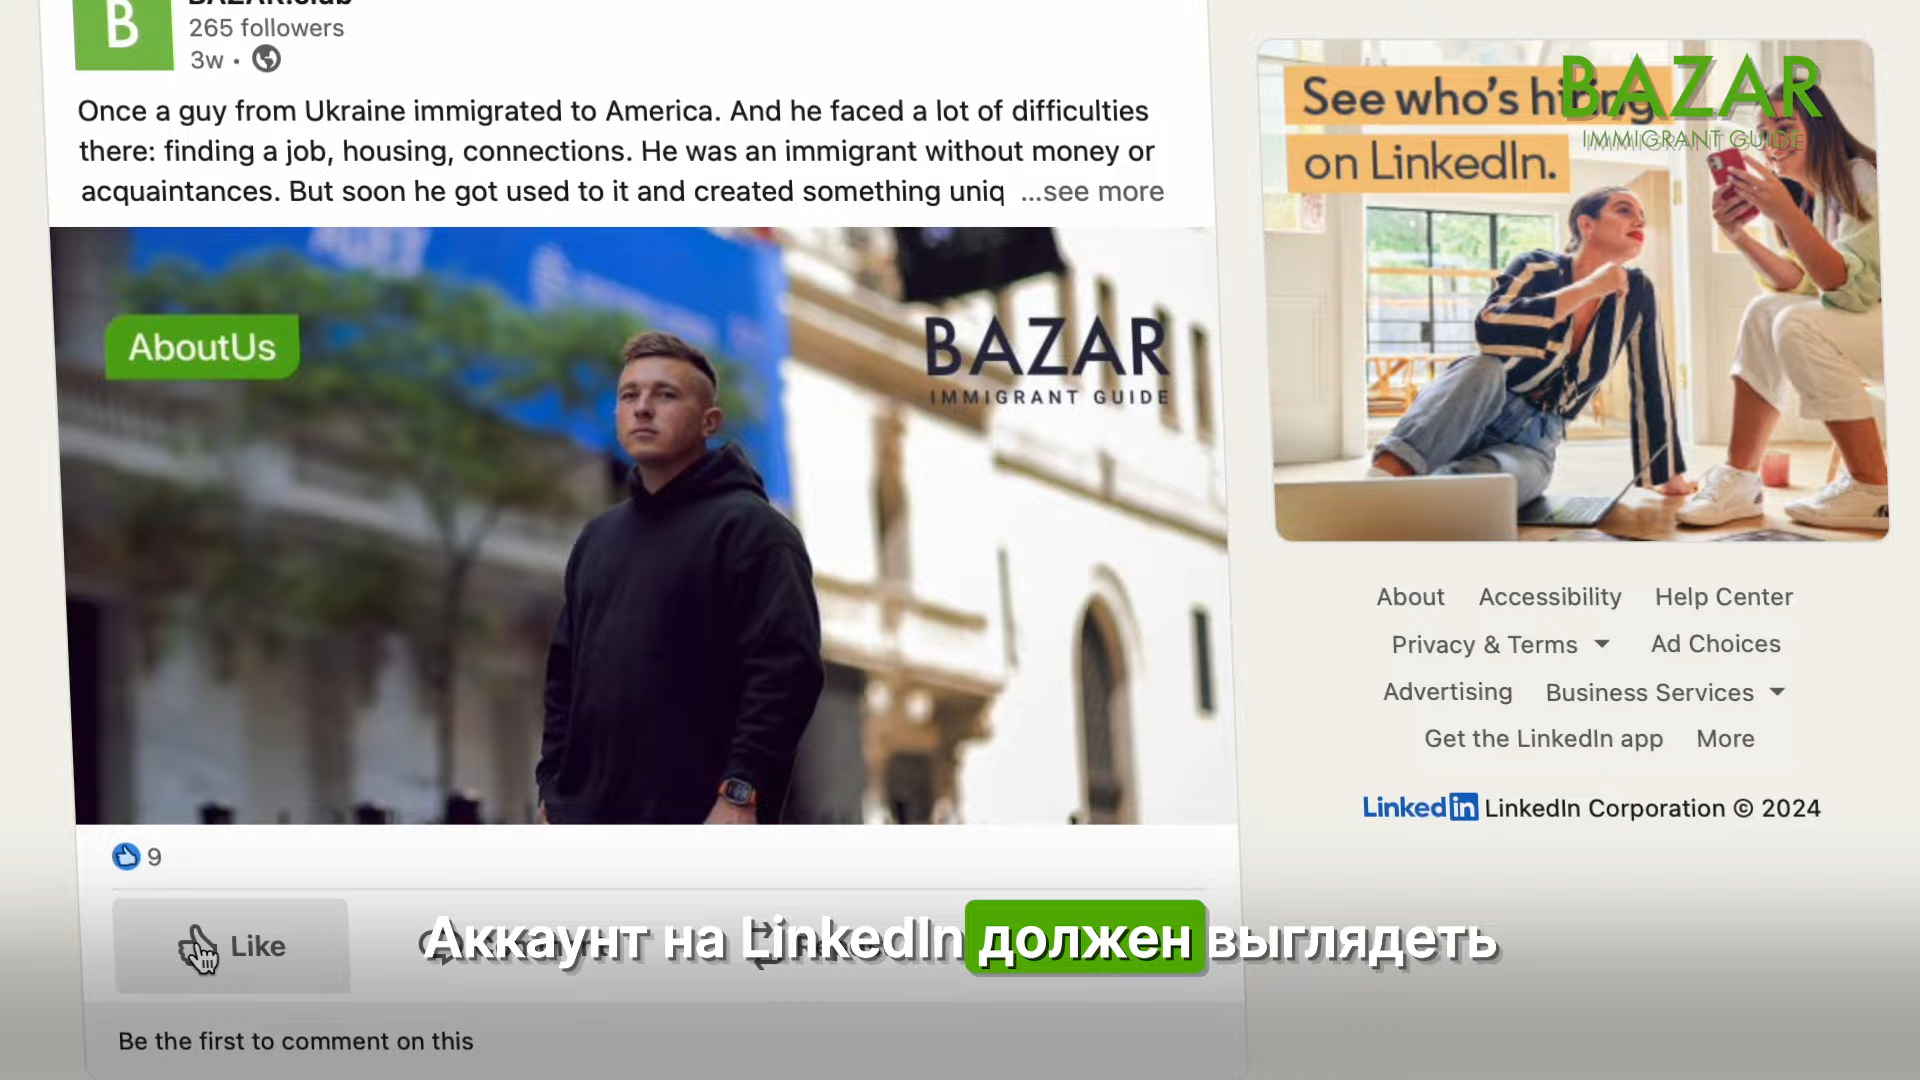 B
265 followers
3w •
Once a guy from Ukraine immigrated to America. And he faced a lot of difficulties
there: finding a job, housing, connections. He was an immigrant without money or
acquaintances. But soon he got used to it and created something uniq ...see more
AboutUs
BAZAR
IMMIGRANT GUIDE
9
Like
Be the first to comment on this
See who's hiring
on LinkedIn.
BAZAR
IMMIGRANT GUIDE
About Accessibility Help Center
Privacy & Terms Ad Choices
Advertising Business Services
Get the LinkedIn app More
LinkedIn LinkedIn Corporation © 2024
Аккаунт на LinkedIn должен выглядеть